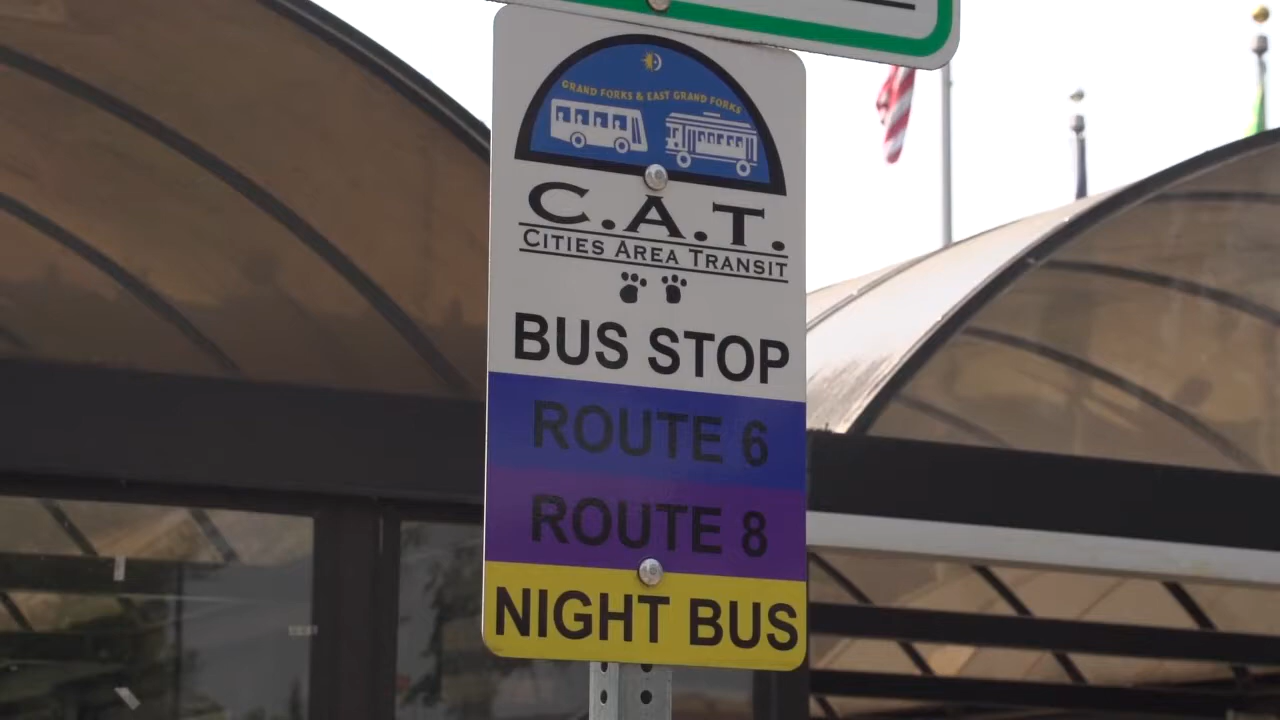 GRAND FORKS & EAST GRAND FORKS
C.A.T.
CITIES AREA TRANSIT
BUS STOP
ROUTE 6
ROUTE 8
NIGHT BUS